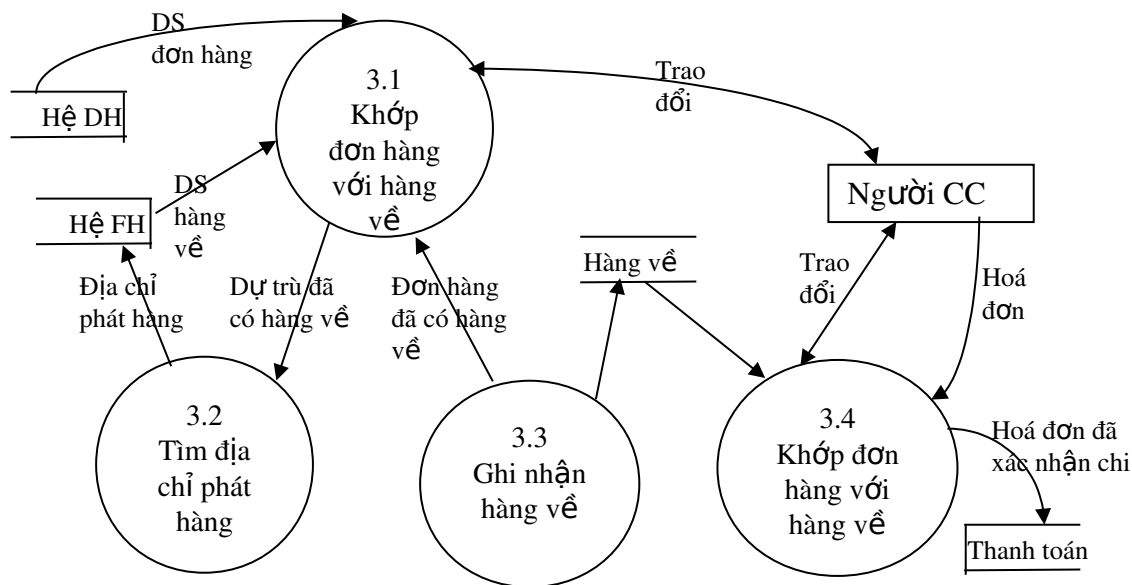 DS
đơn hàng
3.1
Khớp
đơn hàng
với hàng
về
Trao
đổi
Hệ DH
DS
hàng
về
Người CC
Hệ FH
Hàng về
Trao
đổi
Hoá
đơn
Địa chỉ
phát hàng
Dự trù đã
có hàng về
Đơn hàng
đã có hàng
về
3.2
Tìm địa
chỉ phát
hàng
3.3
Ghi nhận
hàng về
3.4
Khớp đơn
hàng với
hàng về
Hoá đơn đã
xác nhận chi
Thanh toán